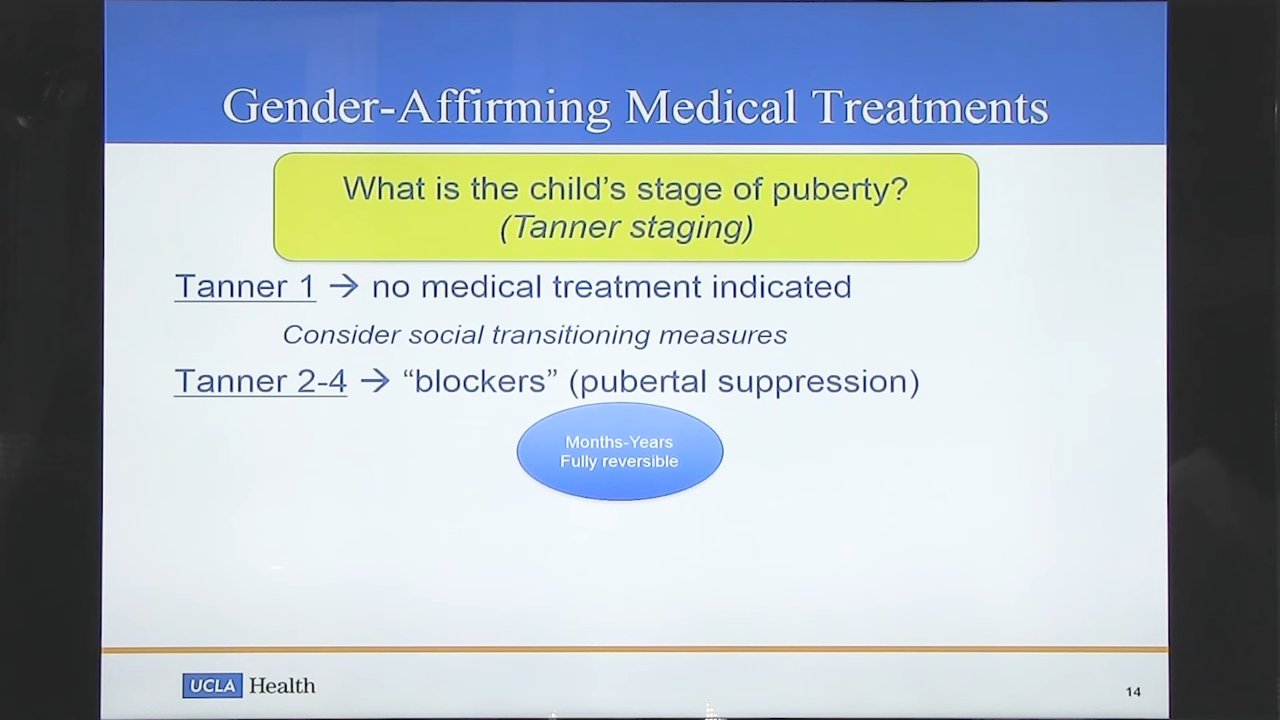 Gender-Affirming Medical Treatments
What is the child's stage of puberty?
(Tanner staging)
Tanner 1 → no medical treatment indicated
Consider social transitioning measures
Tanner 2-4 → “blockers” (pubertal suppression)
Months-Years
Fully reversible
UCLA Health
14